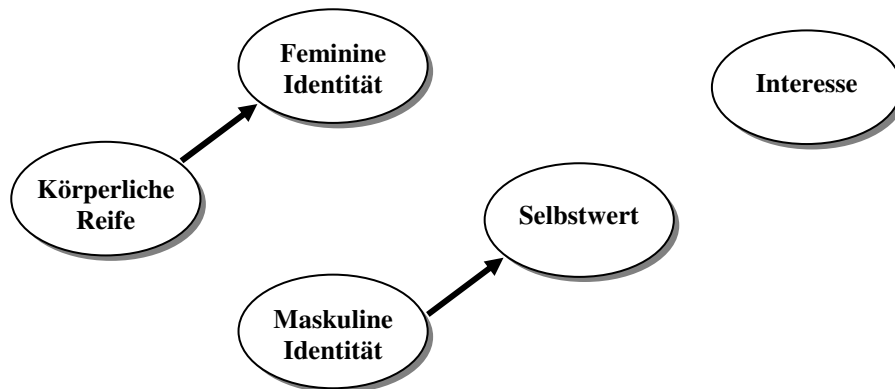 Feminine
Identität
Interesse
Körperliche
Reife
Selbstwert
Maskuline
Identität